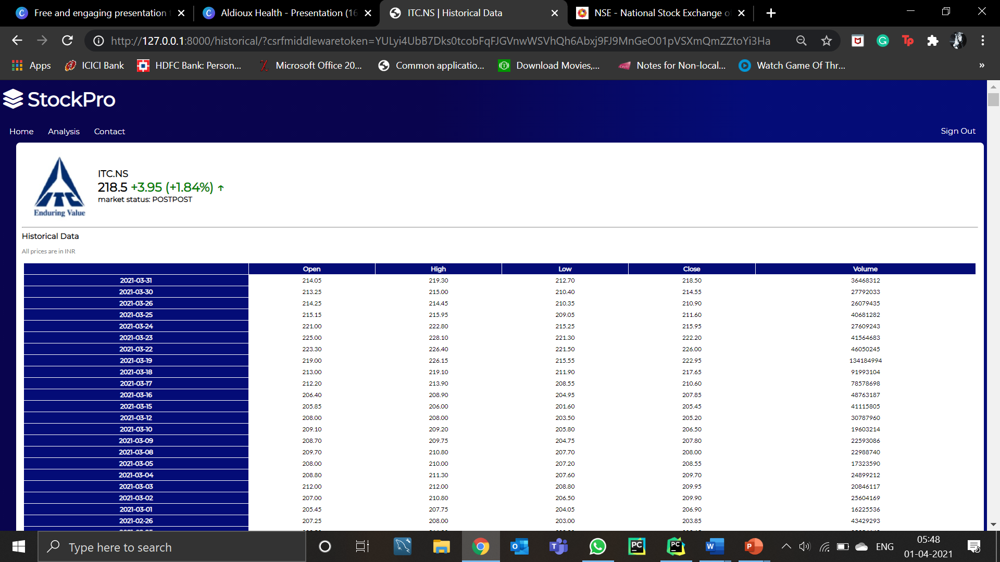 Free and engaging presentation
Aldioux Health - Presentation (16
ITC.NS | Historical Data
NSE - National Stock Exchange o
http://127.0.0.1:8000/historical/?csrfmiddlewaretoken=YULyi4UbB7Dks0tcobFqFJGVnwWSVhQh6Abxj9FJ9MnGeO01pVSXmQmZZtoYi3Ha
Apps ICICI Bank HDFC Bank: Person... Microsoft Office 20... Common applicatio... Download Movies,... Notes for Non-local... Watch Game Of Thr... »
StockPro
Home Analysis Contact Sign Out
ITC
Enduring Value
ITC.NS
218.5 +3.95 (+1.84%) ↑
market status: POSTPOST
Historical Data
All prices are in INR
Open High Low Close Volume
2021-03-31 214.05 219.30 212.70 218.50 36468312
2021-03-30 213.25 215.00 210.40 214.55 27792033
2021-03-26 214.25 214.45 210.35 210.90 26079435
2021-03-25 215.15 215.95 209.05 211.60 40681282
2021-03-24 221.00 222.80 215.25 215.95 27609243
2021-03-23 225.00 228.10 221.30 222.20 41564683
2021-03-22 223.30 226.40 221.50 226.00 46050245
2021-03-19 219.00 226.15 215.55 222.95 134184994
2021-03-18 213.00 219.10 211.90 217.65 91993104
2021-03-17 212.20 213.90 208.55 210.60 78578698
2021-03-16 206.40 208.90 204.95 207.85 48763187
2021-03-15 205.85 206.00 201.60 205.45 41115805
2021-03-12 208.00 208.00 203.50 205.20 30787960
2021-03-10 209.10 209.20 205.80 206.50 19603214
2021-03-09 208.70 209.75 204.75 207.80 22593086
2021-03-08 209.70 210.80 207.70 208.00 22988740
2021-03-05 208.00 210.00 207.20 208.55 17323590
2021-03-04 208.80 211.30 207.60 209.70 24899212
2021-03-03 212.00 212.00 208.80 209.95 20846117
2021-03-02 207.00 210.80 206.50 209.90 25604169
2021-03-01 205.45 207.75 204.05 206.90 16225536
2021-02-26 207.25 208.00 203.00 203.85 43429293
Type here to search
ENG
05:48
01-04-2021